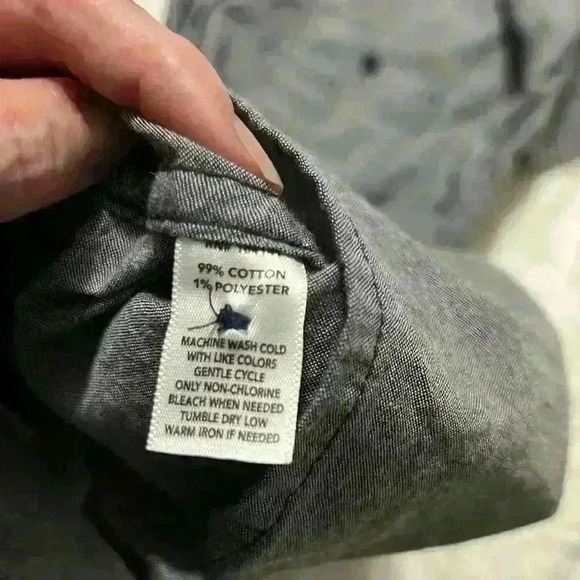 99% COTTON
1% POLYESTER
MACHINE WASH COLD
WITH LIKE COLORS
GENTLE CYCLE
ONLY NON-CHLORINE
BLEACH WHEN NEEDED
TUMBLE DRY LOW
WARM IRON IF NEEDED